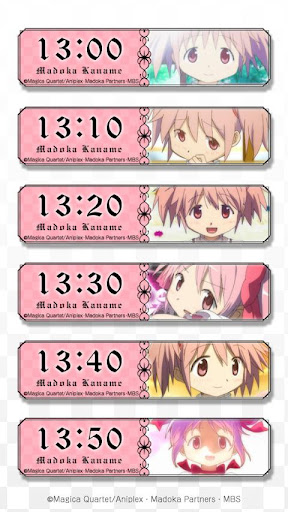 13:00
Madoka Kaname
©Magica Quartet/Aniplex Madoka Partners·MBS
13:10
Madoka Kaname
©Magica Quartet/Aniplex Madoka Partners·MBS
13:20
Madoka Kaname
©Magica Quartet/Aniplex Madoka Partners·MBS
13:30
Madoka Kaname
©Magica Quartet/Aniplex Madoka Partners·MBS
13:40
Madoka Kaname
©Magica Quartet/Aniplex Madoka Partners·MBS
13:50
Madoka Kaname
©Magica Quartet/Aniplex Madoka Partners·MBS
©Magica Quartet/Aniplex · Madoka Partners · MBS